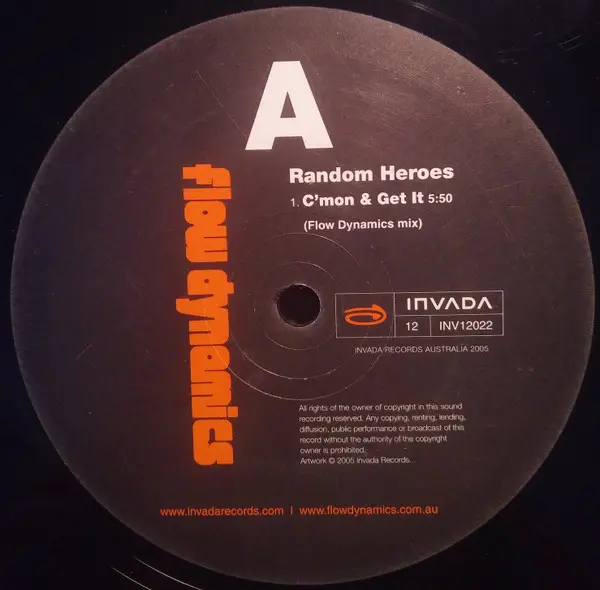 A
flow dynamics
Random Heroes
1. C'mon & Get It 5:50
(Flow Dynamics mix)
INVADA
12 INV12022
INVADA RECORDS AUSTRALIA 2005
All rights of the owner of copyright in this sound
recording reserved. Any copying, renting, lending,
diffusion, public performance or broadcast of this
record without the authority of the copyright
owner is prohibited.
Artwork © 2005 Invada Records.
www.invadarecords.com | www.flowdynamics.com.au